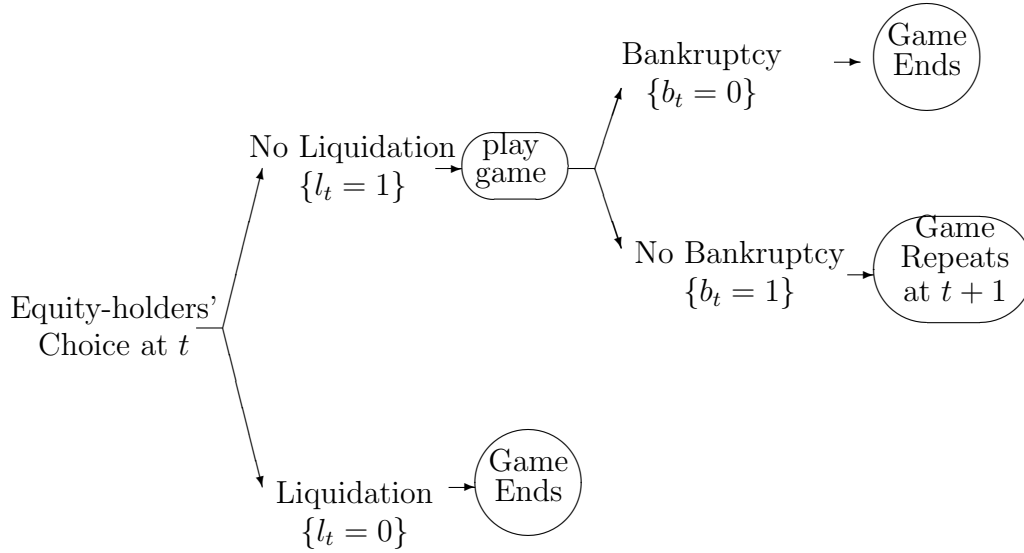 Equity-holders'
Choice at t
No Liquidation
{l_t = 1}
play
game
Bankruptcy
{b_t = 0}
Game
Ends
No Bankruptcy
{b_t = 1}
Game
Repeats
at t + 1
Liquidation
{l_t = 0}
Game
Ends